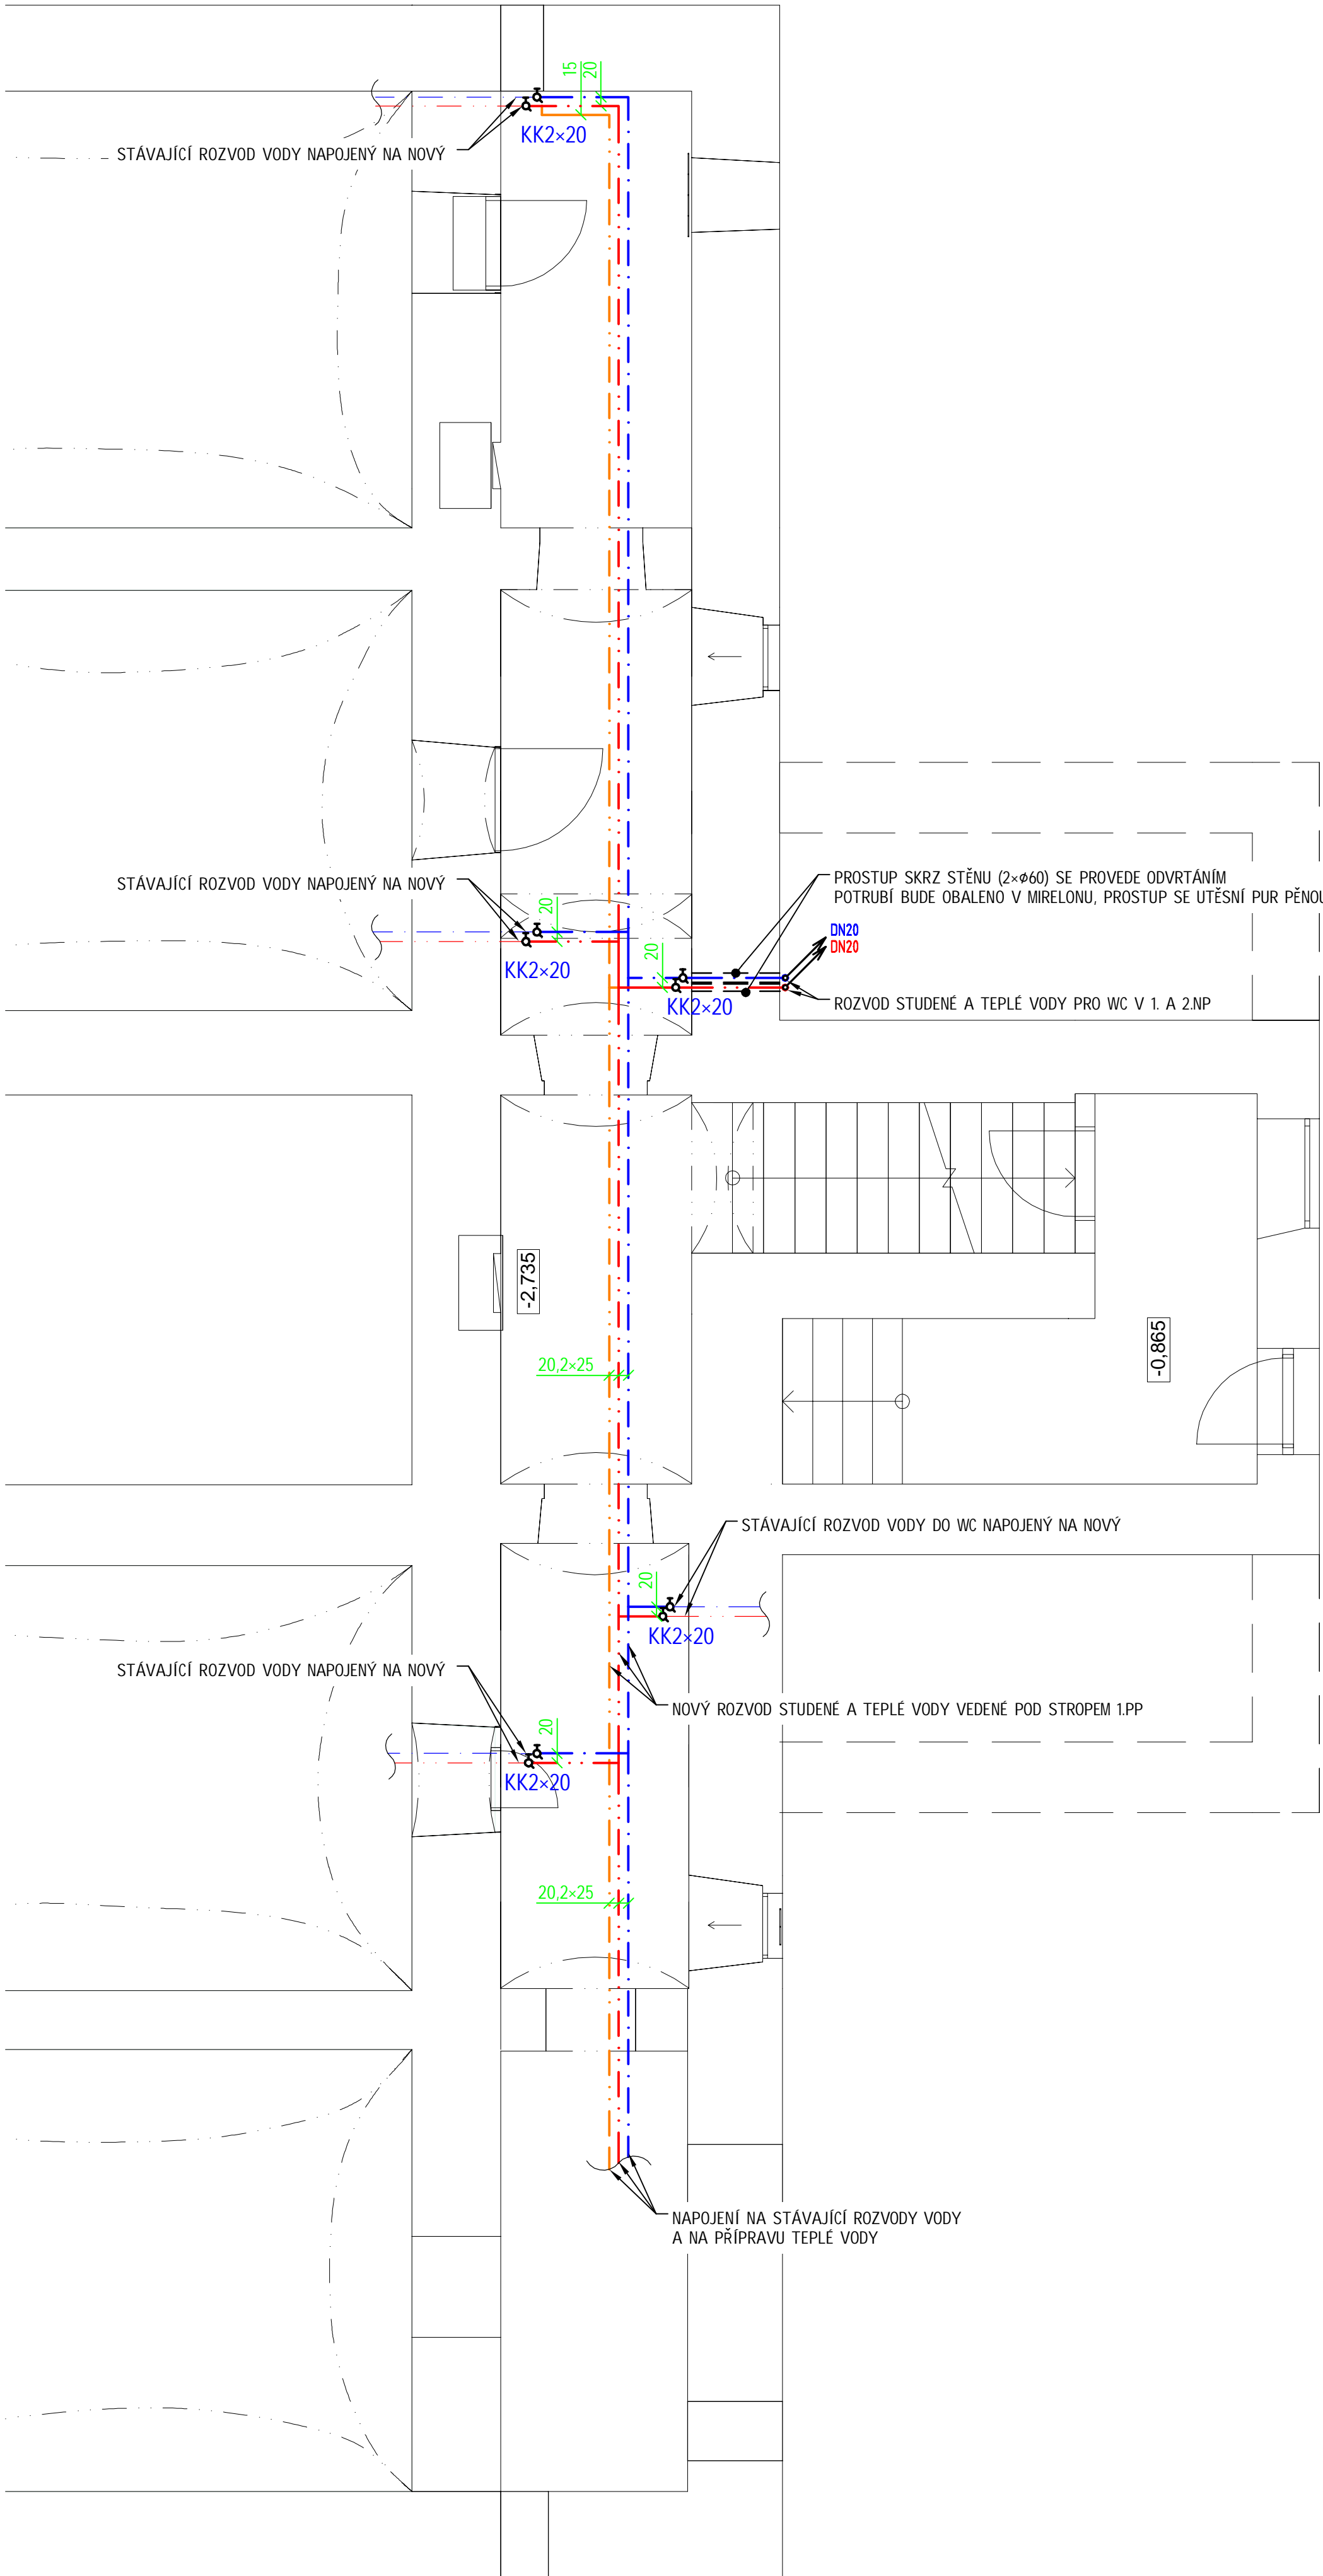 15
20
KK2×20
STÁVAJÍCÍ ROZVOD VODY NAPOJENÝ NA NOVÝ
PROSTUP SKRZ STĚNU (2×ø60) SE PROVEDE ODVRTÁNÍM
POTRUBÍ BUDE OBALENO V MIRELONU, PROSTUP SE UTĚSNÍ PUR PĚNOU
STÁVAJÍCÍ ROZVOD VODY NAPOJENÝ NA NOVÝ
20
DN20
DN20
20
KK2×20
KK2×20
ROZVOD STUDENÉ A TEPLÉ VODY PRO WC V 1. A 2.NP
-2,735
-0,865
20,2×25
STÁVAJÍCÍ ROZVOD VODY DO WC NAPOJENÝ NA NOVÝ
20
KK2×20
STÁVAJÍCÍ ROZVOD VODY NAPOJENÝ NA NOVÝ
NOVÝ ROZVOD STUDENÉ A TEPLÉ VODY VEDENÉ POD STROPEM 1.PP
20
KK2×20
20,2×25
NAPOJENÍ NA STÁVAJÍCÍ ROZVODY VODY
A NA PŘÍPRAVU TEPLÉ VODY